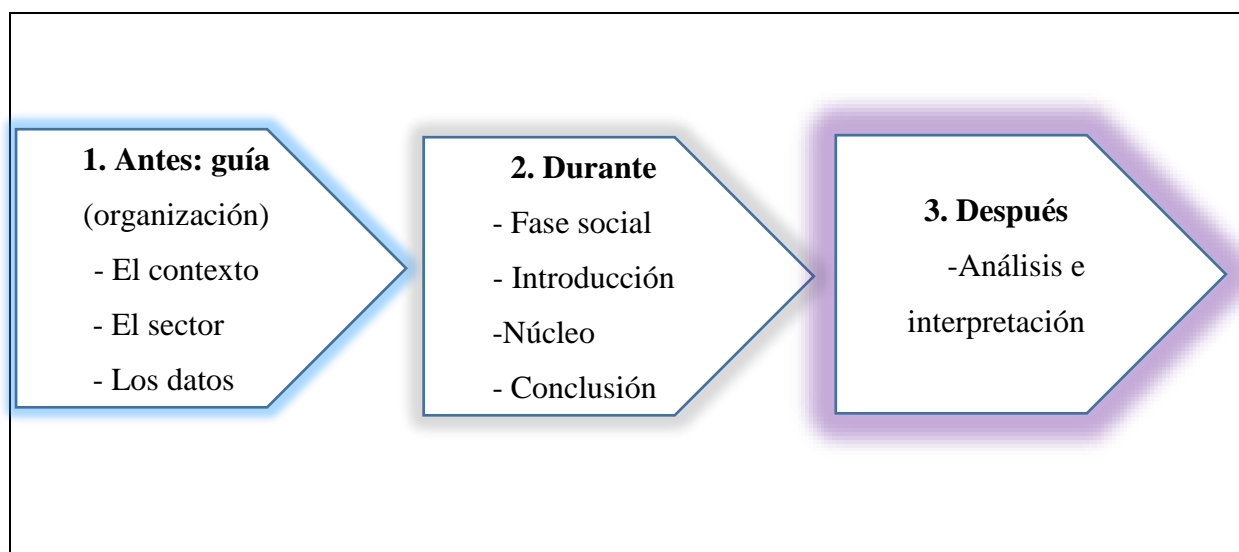 1. Antes: guía
(organización)
- El contexto
- El sector
- Los datos
2. Durante
- Fase social
- Introducción
-Núcleo
- Conclusión
3. Después
-Análisis e
interpretación